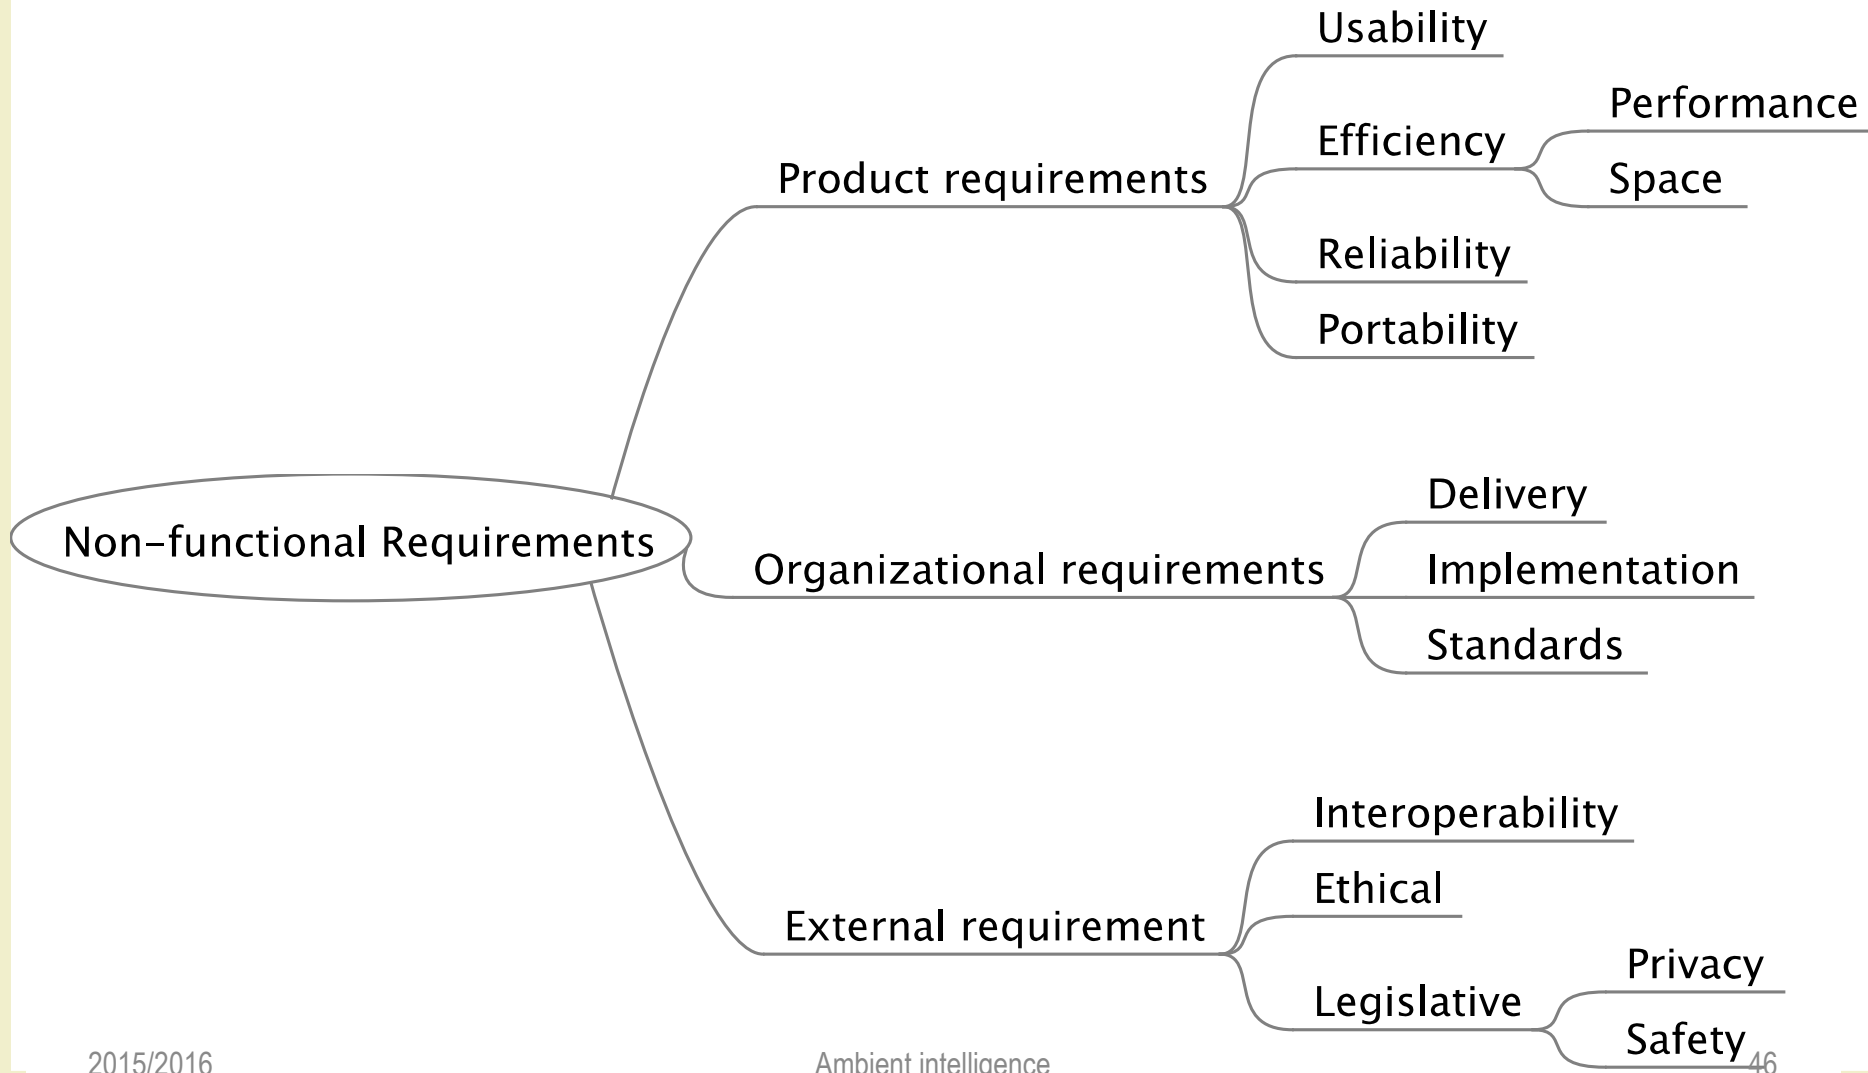 Usability
Performance
Efficiency
Product requirements
Space
Reliability
Portability
Delivery
Non-functional Requirements
Organizational requirements
Implementation
Standards
Interoperability
Ethical
External requirement
Privacy
Legislative
Safety
2015/2016
Ambient intelligence
46